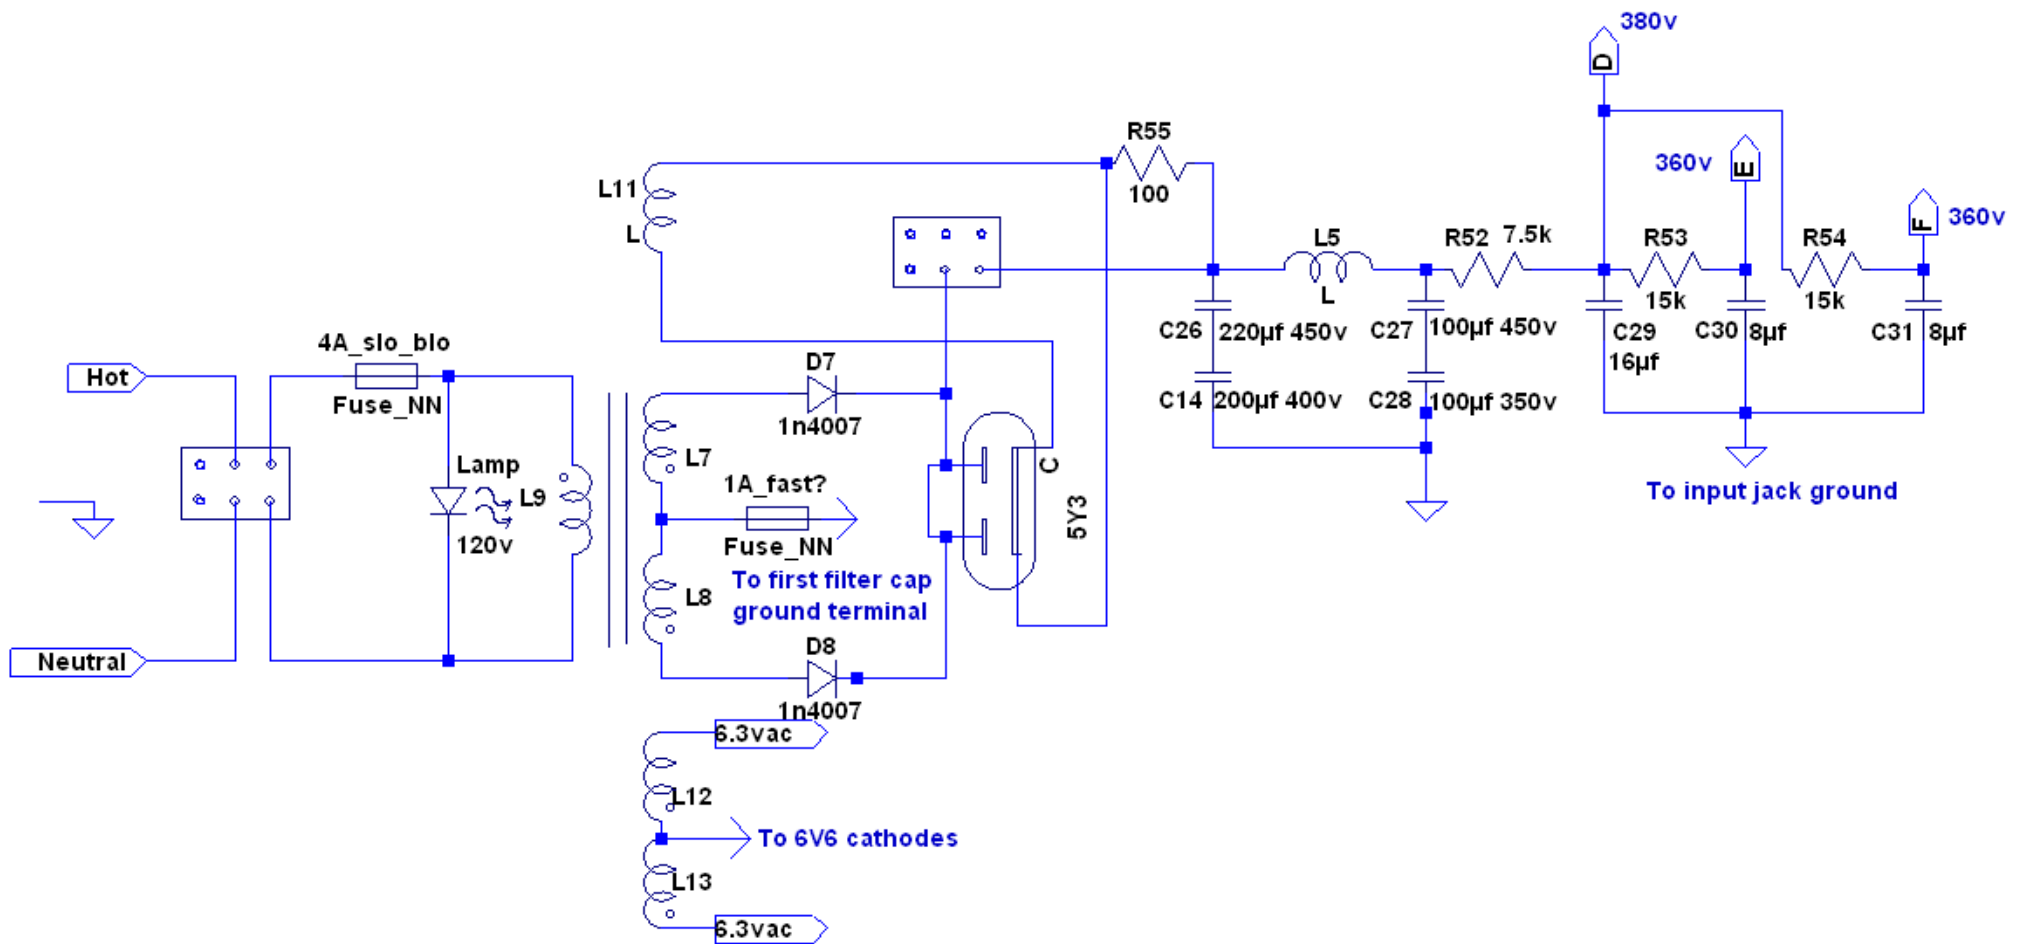 380v
D
R55
100
360v
E
F
360v
L11
L
L5
L
R52 7.5k
R53
15k
R54
15k
C26 220µf 450v
C27 100µf 450v
C29
16µf
C30 8µf
C31 8µf
C14 200µf 400v
C28 100µf 350v
4A_slo_blo
Fuse_NN
Hot
D7
1n4007
Lamp
120v
L9
L7
1A_fast?
Fuse_NN
To first filter cap
ground terminal
C
5Y3
To input jack ground
L8
Neutral
D8
1n4007
6.3vac
L12
To 6V6 cathodes
L13
6.3vac